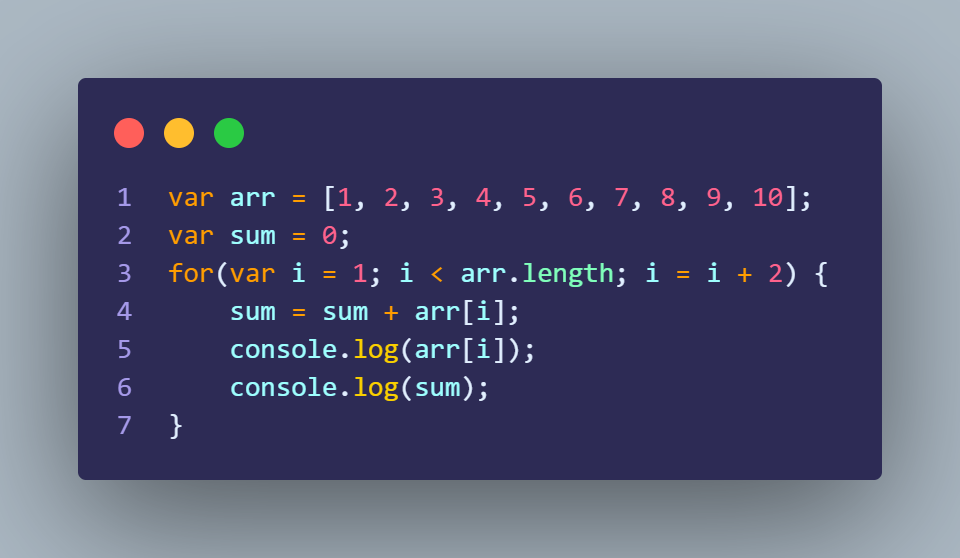 1 var arr = [1, 2, 3, 4, 5, 6, 7, 8, 9, 10];
2 var sum = 0;
3 for(var i = 1; i < arr.length; i = i + 2) {
4     sum = sum + arr[i];
5     console.log(arr[i]);
6     console.log(sum);
7 }